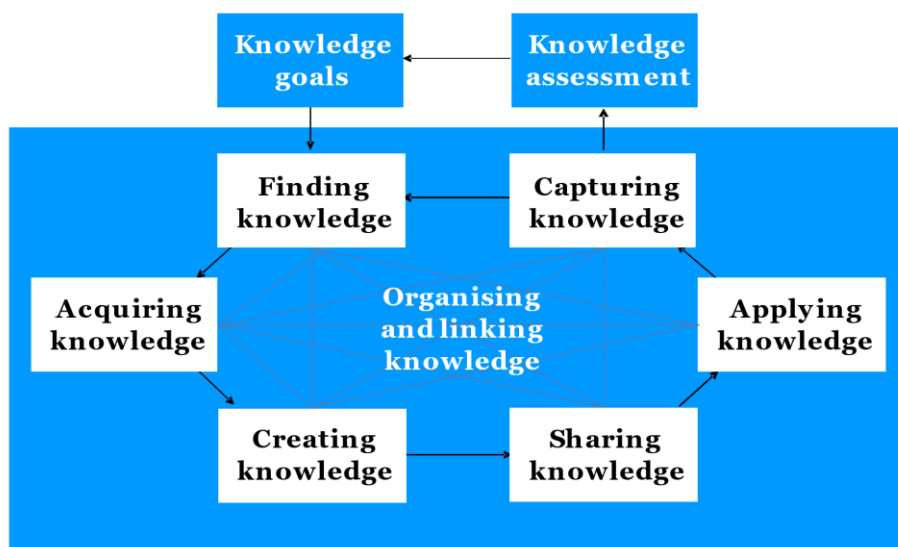 Knowledge
goals
Knowledge
assessment
Finding
knowledge
Capturing
knowledge
Acquiring
knowledge
Organising
and linking
knowledge
Applying
knowledge
Creating
knowledge
Sharing
knowledge